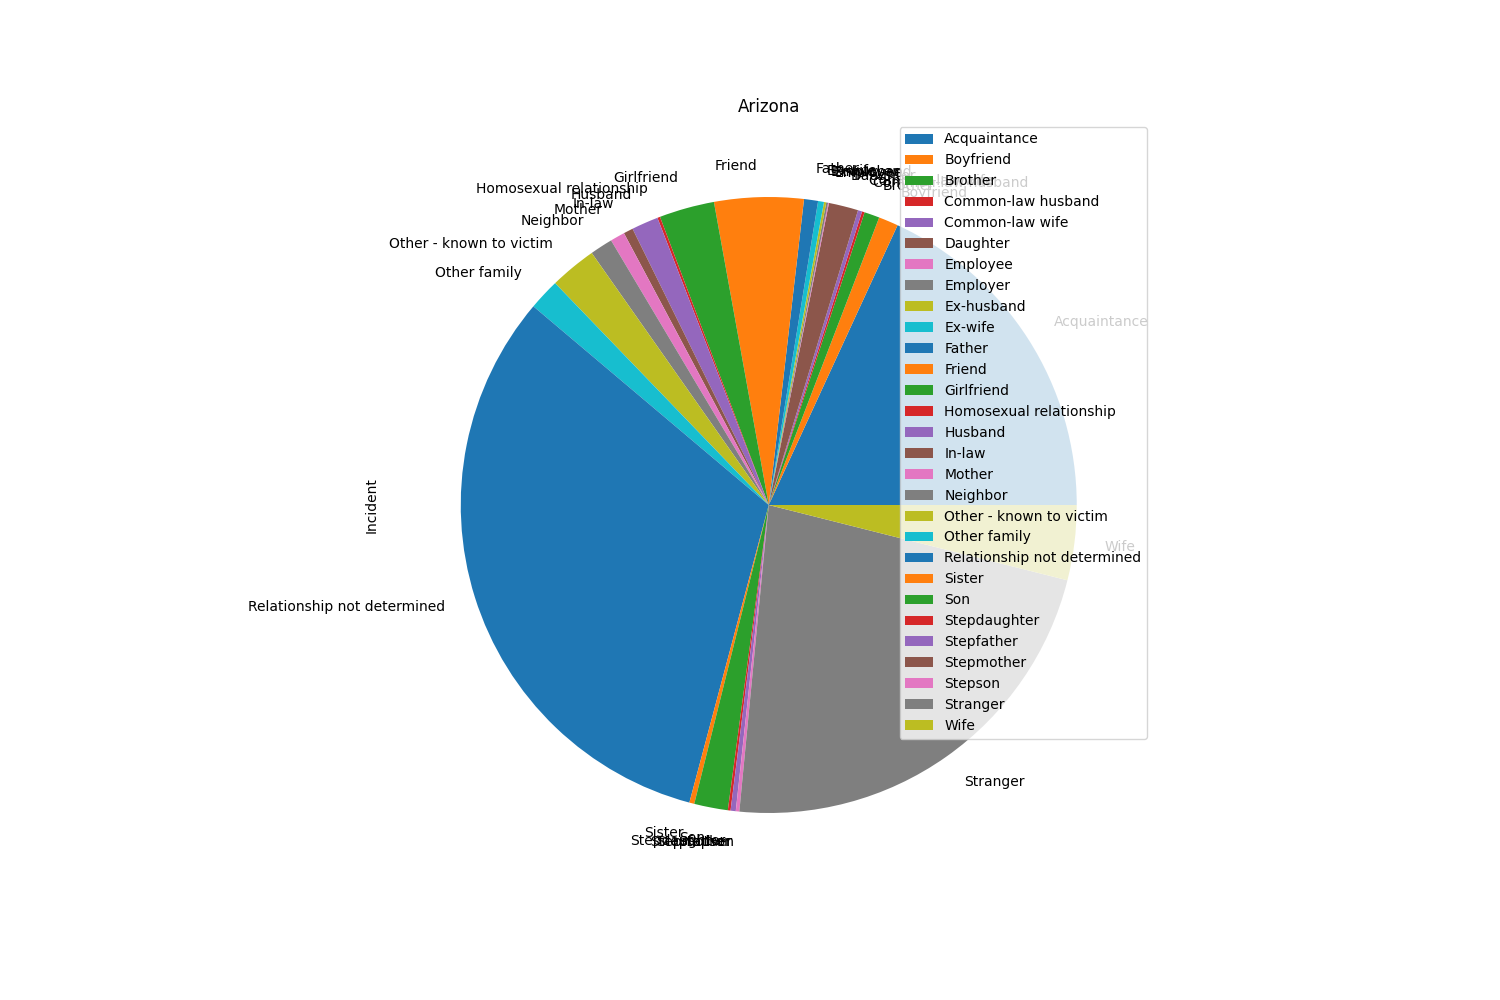 Arizona
Friend
Father
Girlfriend
Homosexual relationship
Husband
In-law
Mother
Neighbor
Other - known to victim
Other family
Boyfriend
Acquaintance
Incident
Wife
Relationship not determined
Stranger
Sister
Son
Acquaintance
Boyfriend
Brother
Common-law husband
Common-law wife
Daughter
Employee
Employer
Ex-husband
Ex-wife
Father
Friend
Girlfriend
Homosexual relationship
Husband
In-law
Mother
Neighbor
Other - known to victim
Other family
Relationship not determined
Sister
Son
Stepdaughter
Stepfather
Stepmother
Stepson
Stranger
Wife